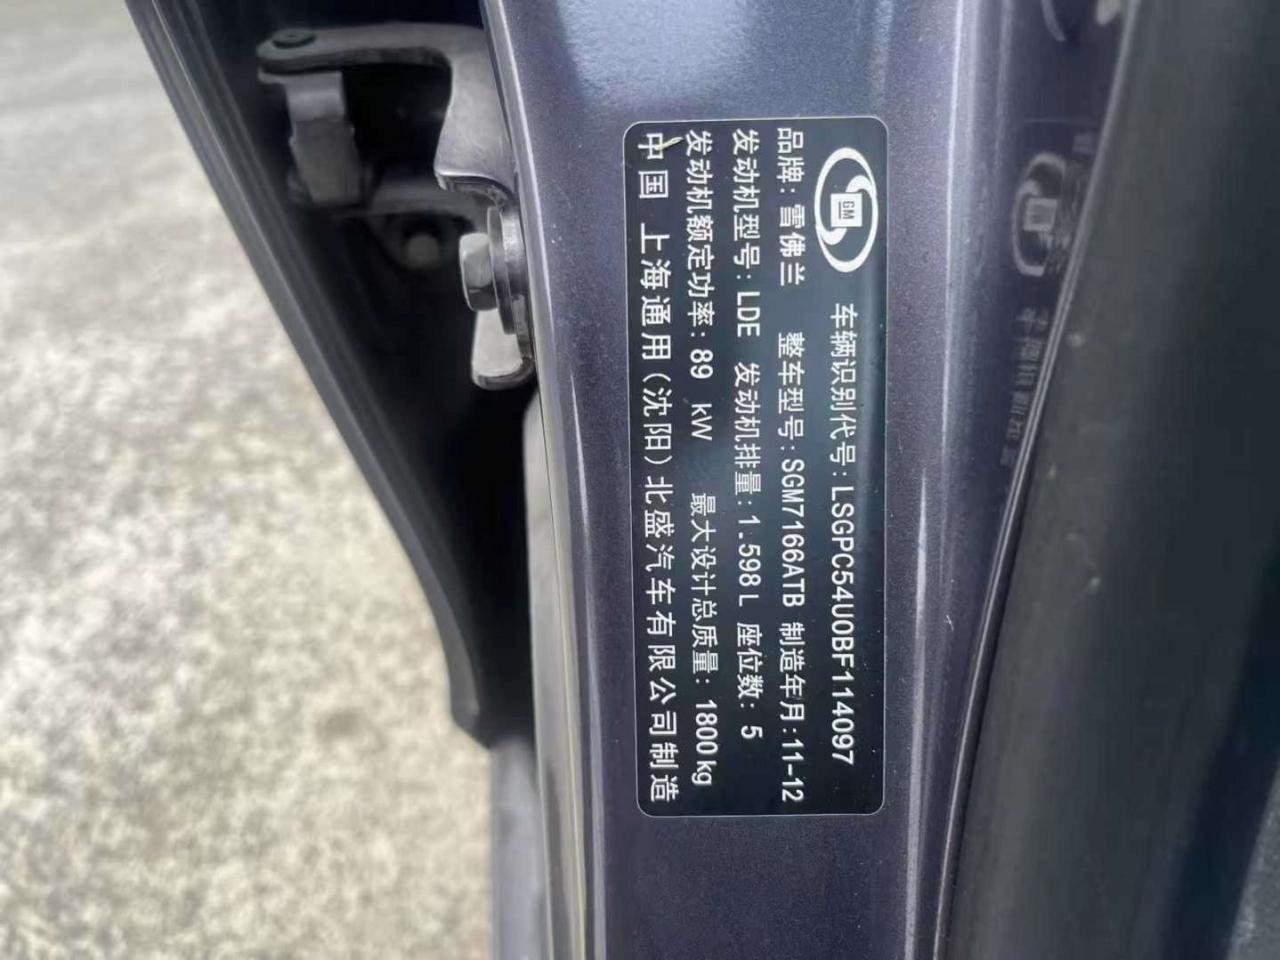 GM
车辆识别代号:LSGPC54U0BF114097
品牌:雪佛兰 整车型号:SGM7166ATB 制造年月:11-12
发动机型号:LDE 发动机排量:1.598L 座位数:5
发动机额定功率:89 kW 最大设计总质量:1800kg
中国 上海通用(沈阳)北盛汽车有限公司制造